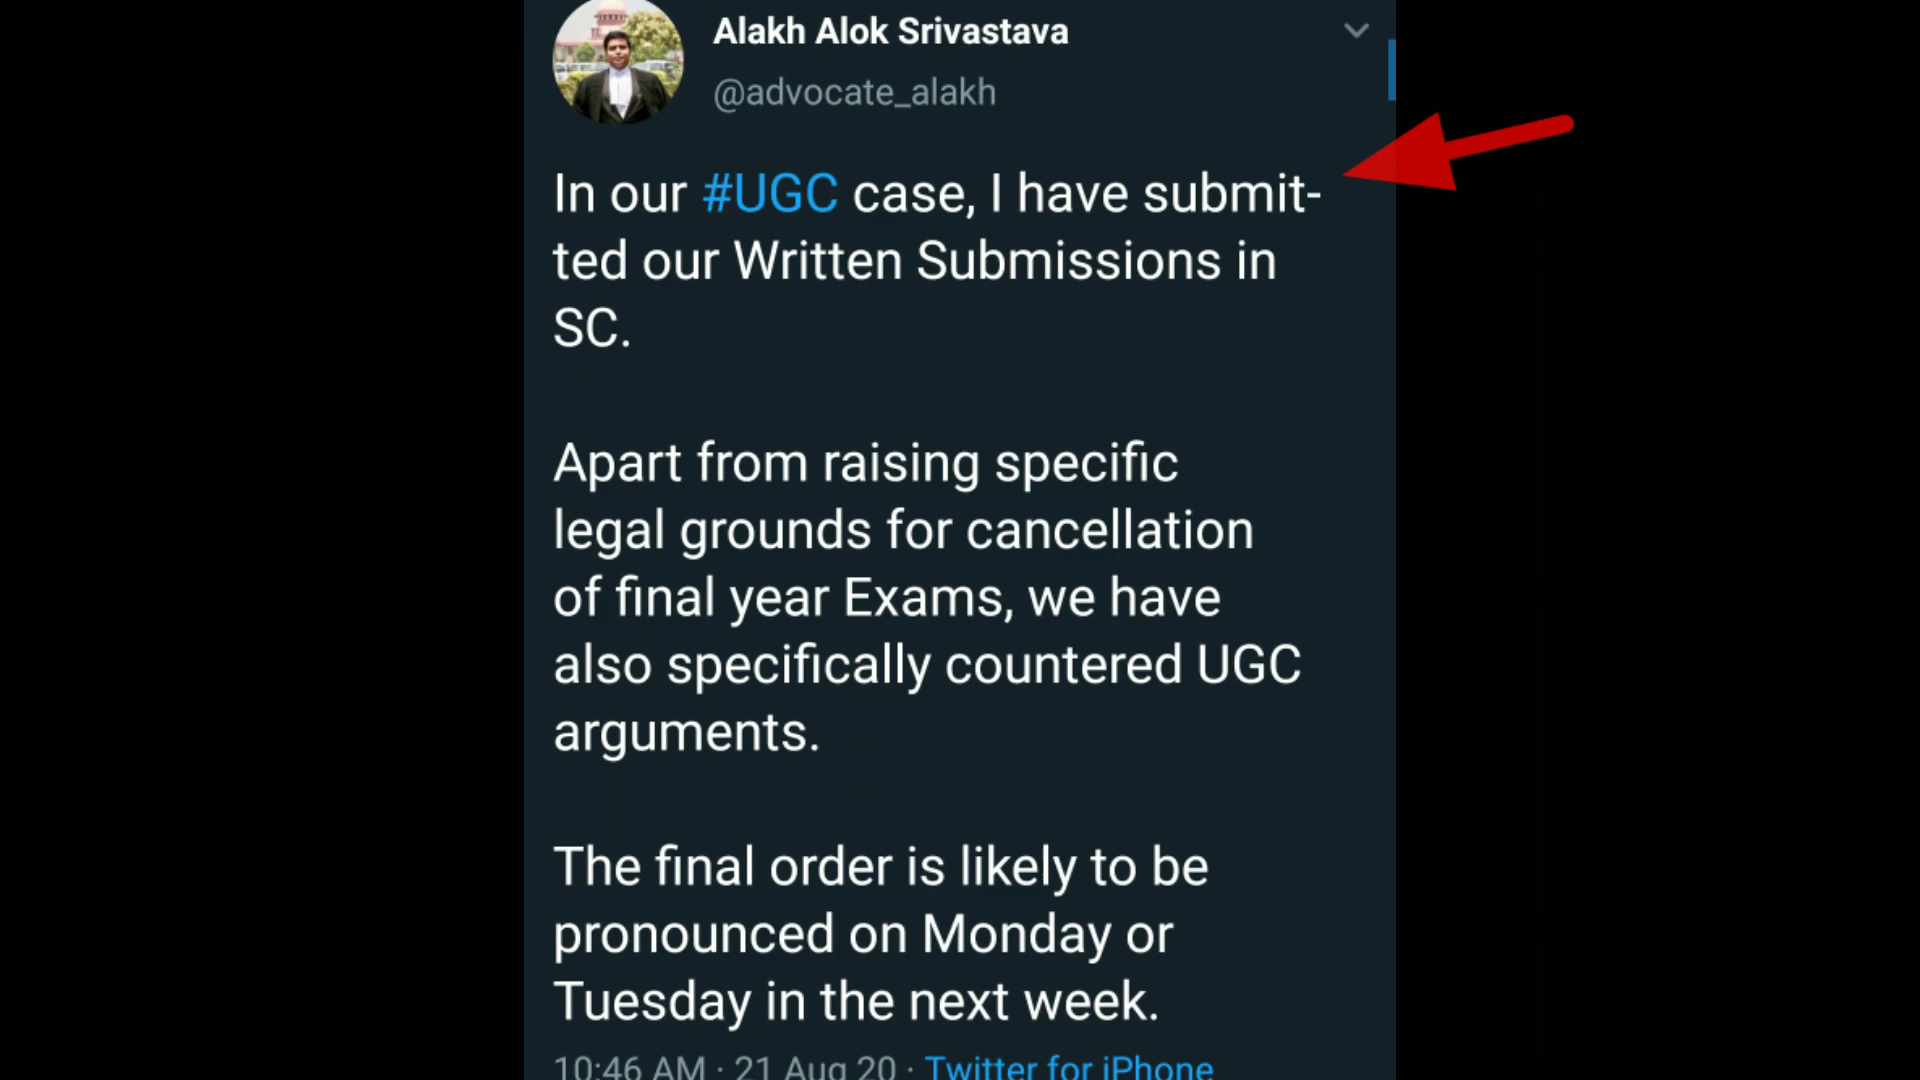 Alakh Alok Srivastava
@advocate_alakh
In our #UGC case, I have submit-
ted our Written Submissions in
SC.
Apart from raising specific
legal grounds for cancellation
of final year Exams, we have
also specifically countered UGC
arguments.
The final order is likely to be
pronounced on Monday or
Tuesday in the next week.
10:46 AM · 21 Aug 20 · Twitter for iPhone